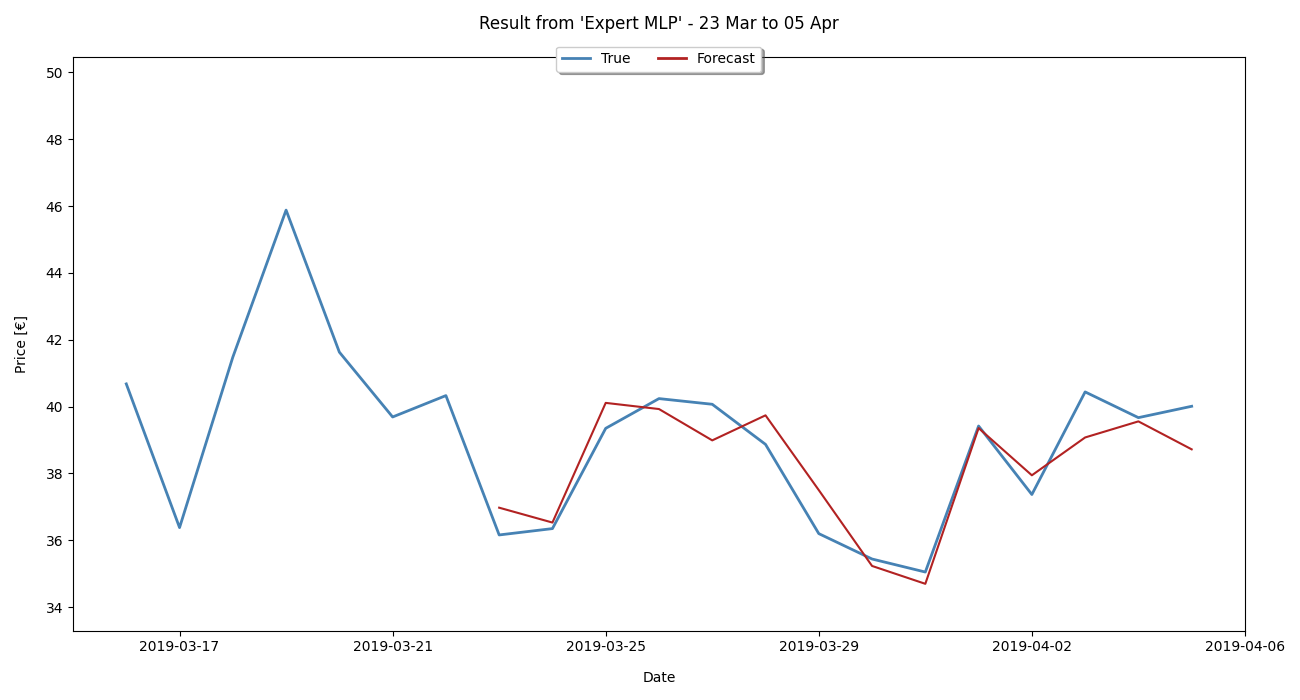 Result from 'Expert MLP' - 23 Mar to 05 Apr
True Forecast
50
48
46
44
42
40
38
36
34
Price [€]
2019-03-17 2019-03-21 2019-03-25 2019-03-29 2019-04-02 2019-04-06
Date